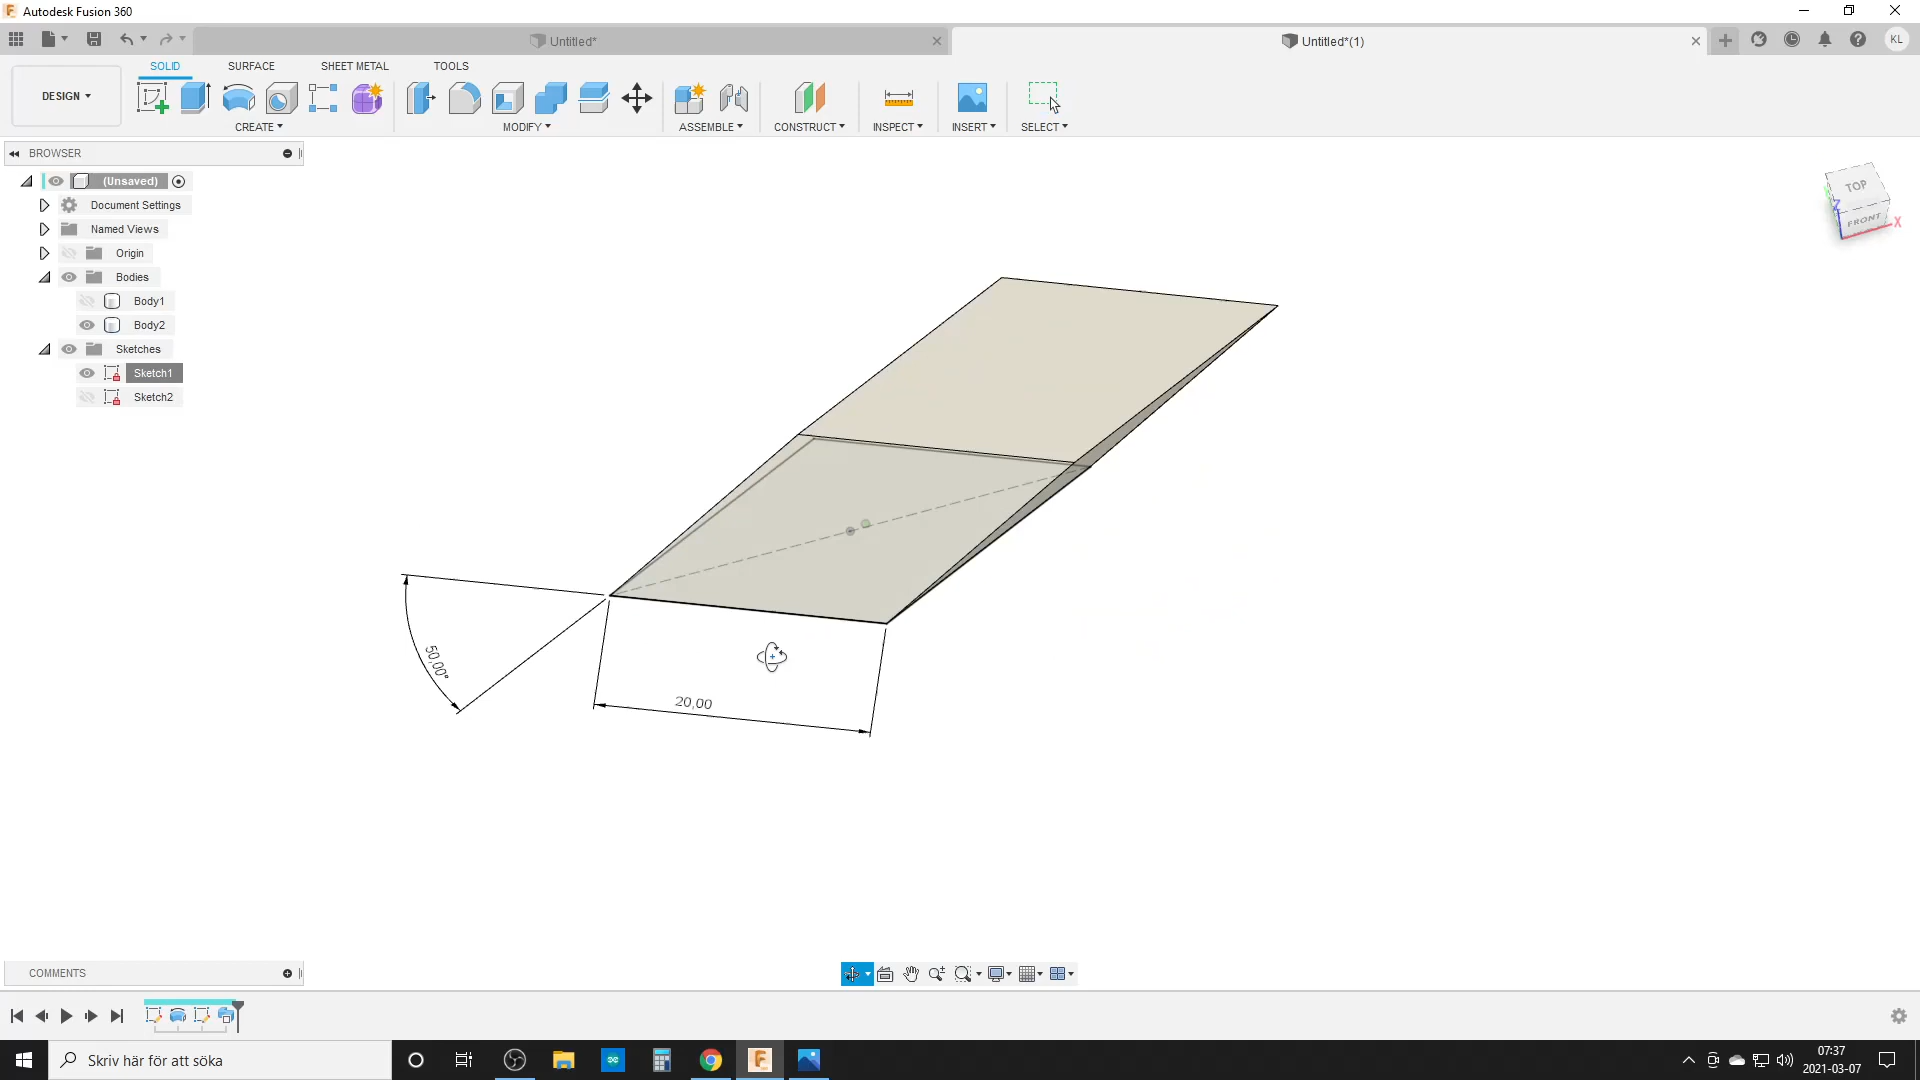 Autodesk Fusion 360
Untitled*
Untitled*(1)
KL
DESIGN
SOLID
SURFACE
SHEET METAL
TOOLS
CREATE
MODIFY
ASSEMBLE
CONSTRUCT
INSPECT
INSERT
SELECT
BROWSER
(Unsaved)
Document Settings
Named Views
Origin
Bodies
Body1
Body2
Sketches
Sketch1
Sketch2
TOP
FRONT
Z
X
50,00°
20,00
COMMENTS
Skriv här för att söka
07:37
2021-03-07